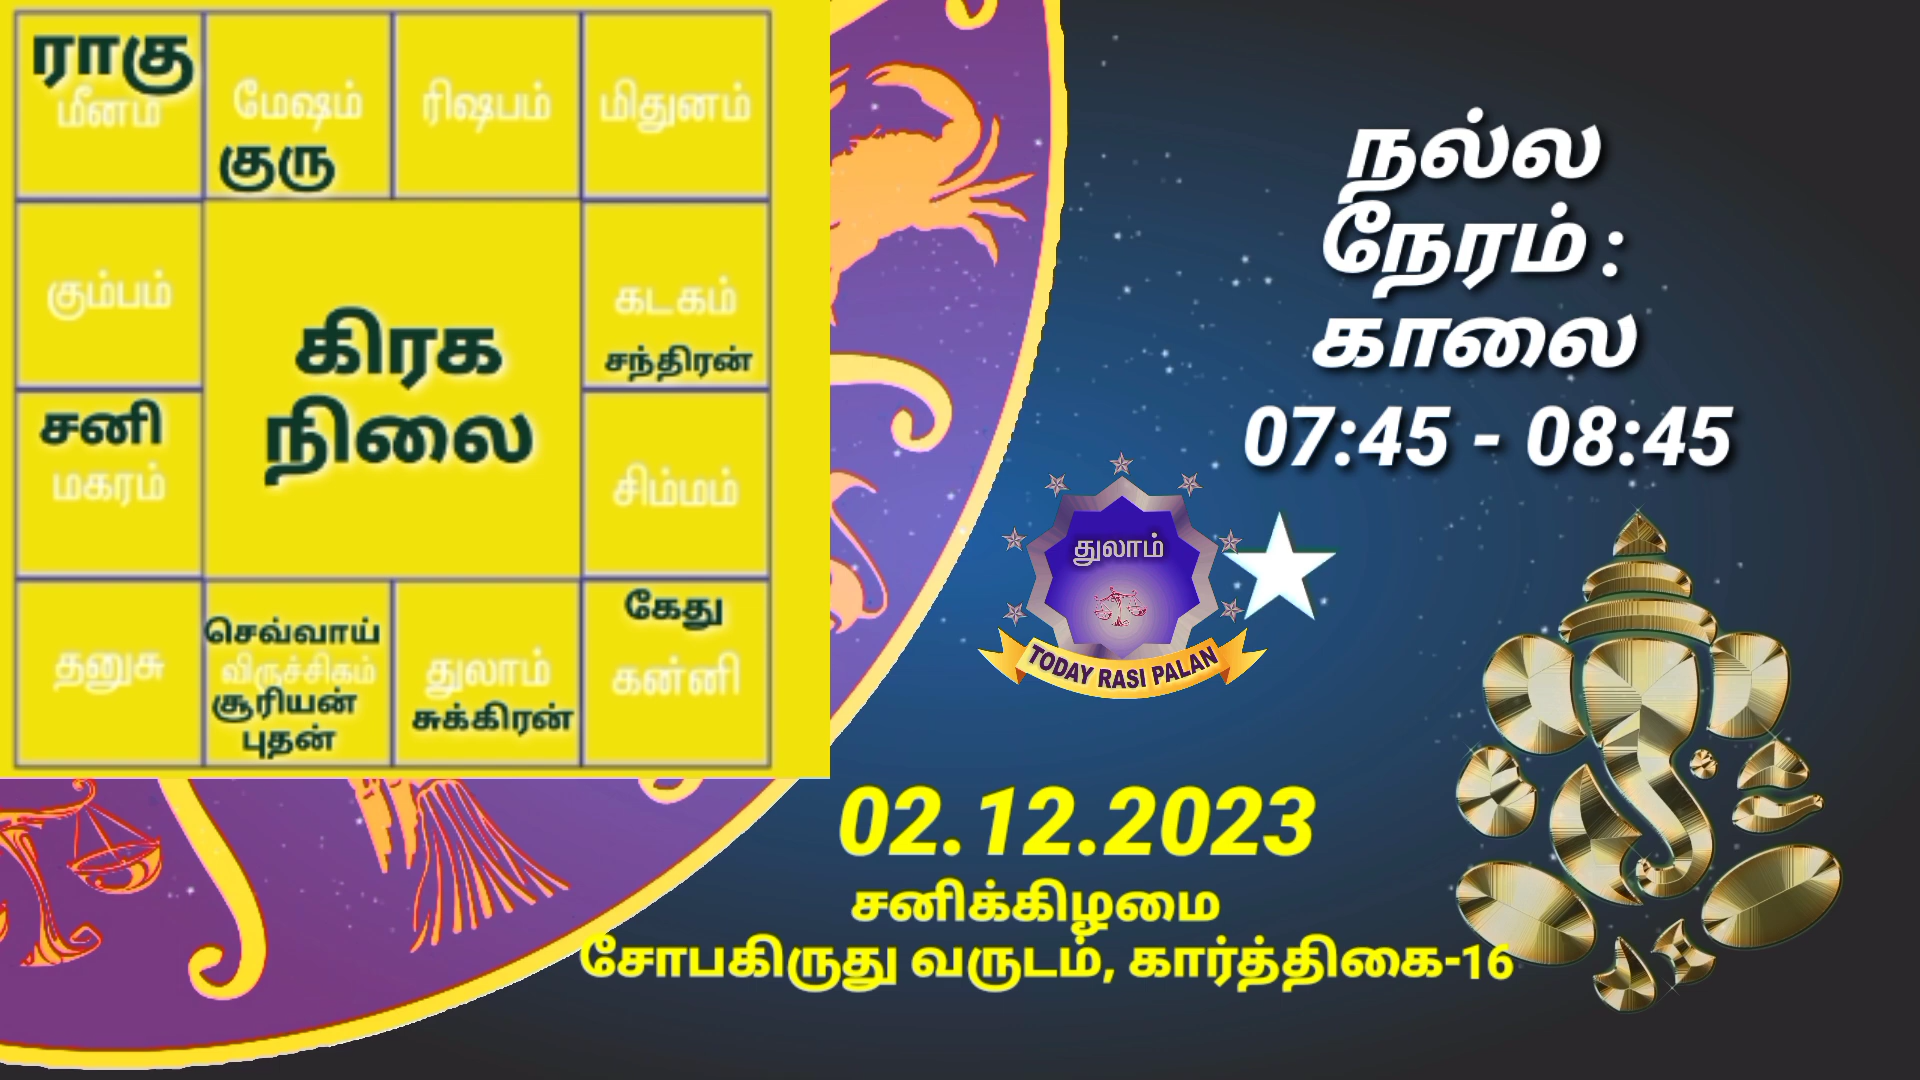 ராகு
மீனம்
மேஷம்
குரு
ரிஷபம்
மிதுனம்
கும்பம்
கிரக
நிலை
கடகம்
சந்திரன்
சனி
மகரம்
சிம்மம்
தனுசு
செவ்வாய்
விருச்சிகம்
சூரியன்
புதன்
துலாம்
சுக்கிரன்
கேது
கன்னி
நல்ல
நேரம் :
காலை
07:45 - 08:45
துலாம்
TODAY RASI PALAN
02.12.2023
சனிக்கிழமை
சோபகிருது வருடம், கார்த்திகை-16